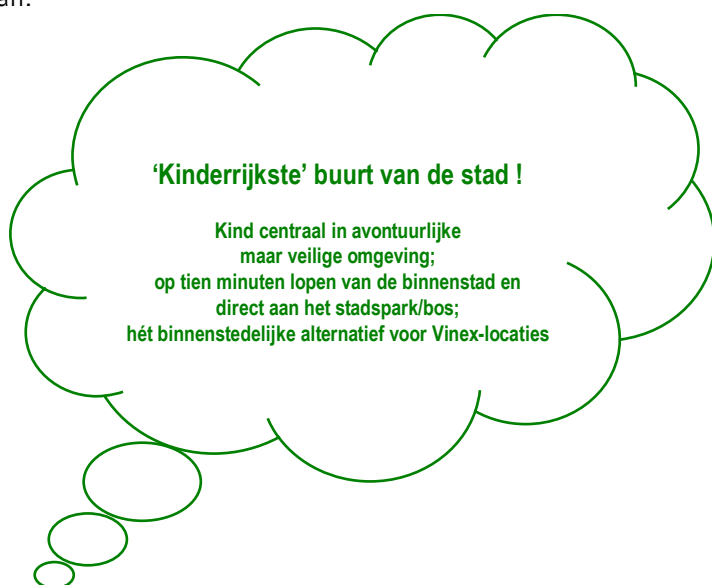 an.
‘Kinderrijkste’ buurt van de stad !
Kind centraal in avontuurlijke
maar veilige omgeving;
op tien minuten lopen van de binnenstad en
direct aan het stadspark/bos;
hét binnenstedelijke alternatief voor Vinex-locaties